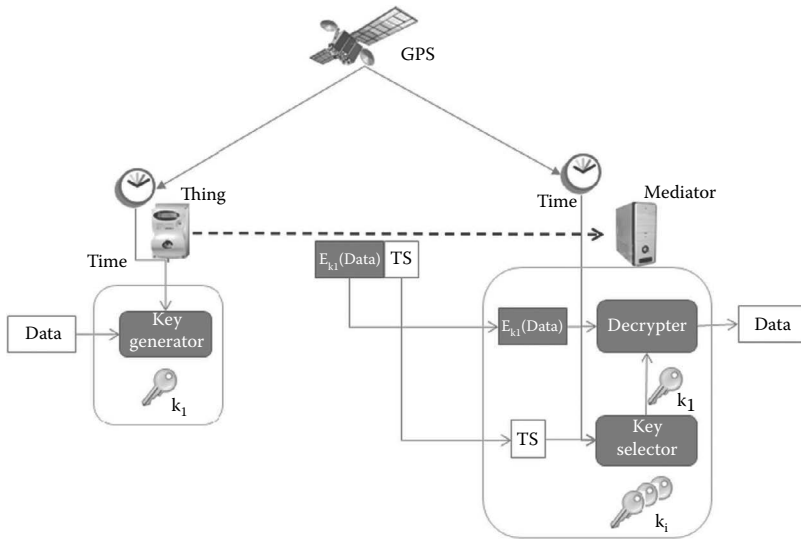 GPS
Thing
Time
Time
Mediator
E_k1(Data)
TS
Data
Key
generator
k_1
E_k1(Data)
Decrypter
Data
k_1
TS
Key
selector
k_i